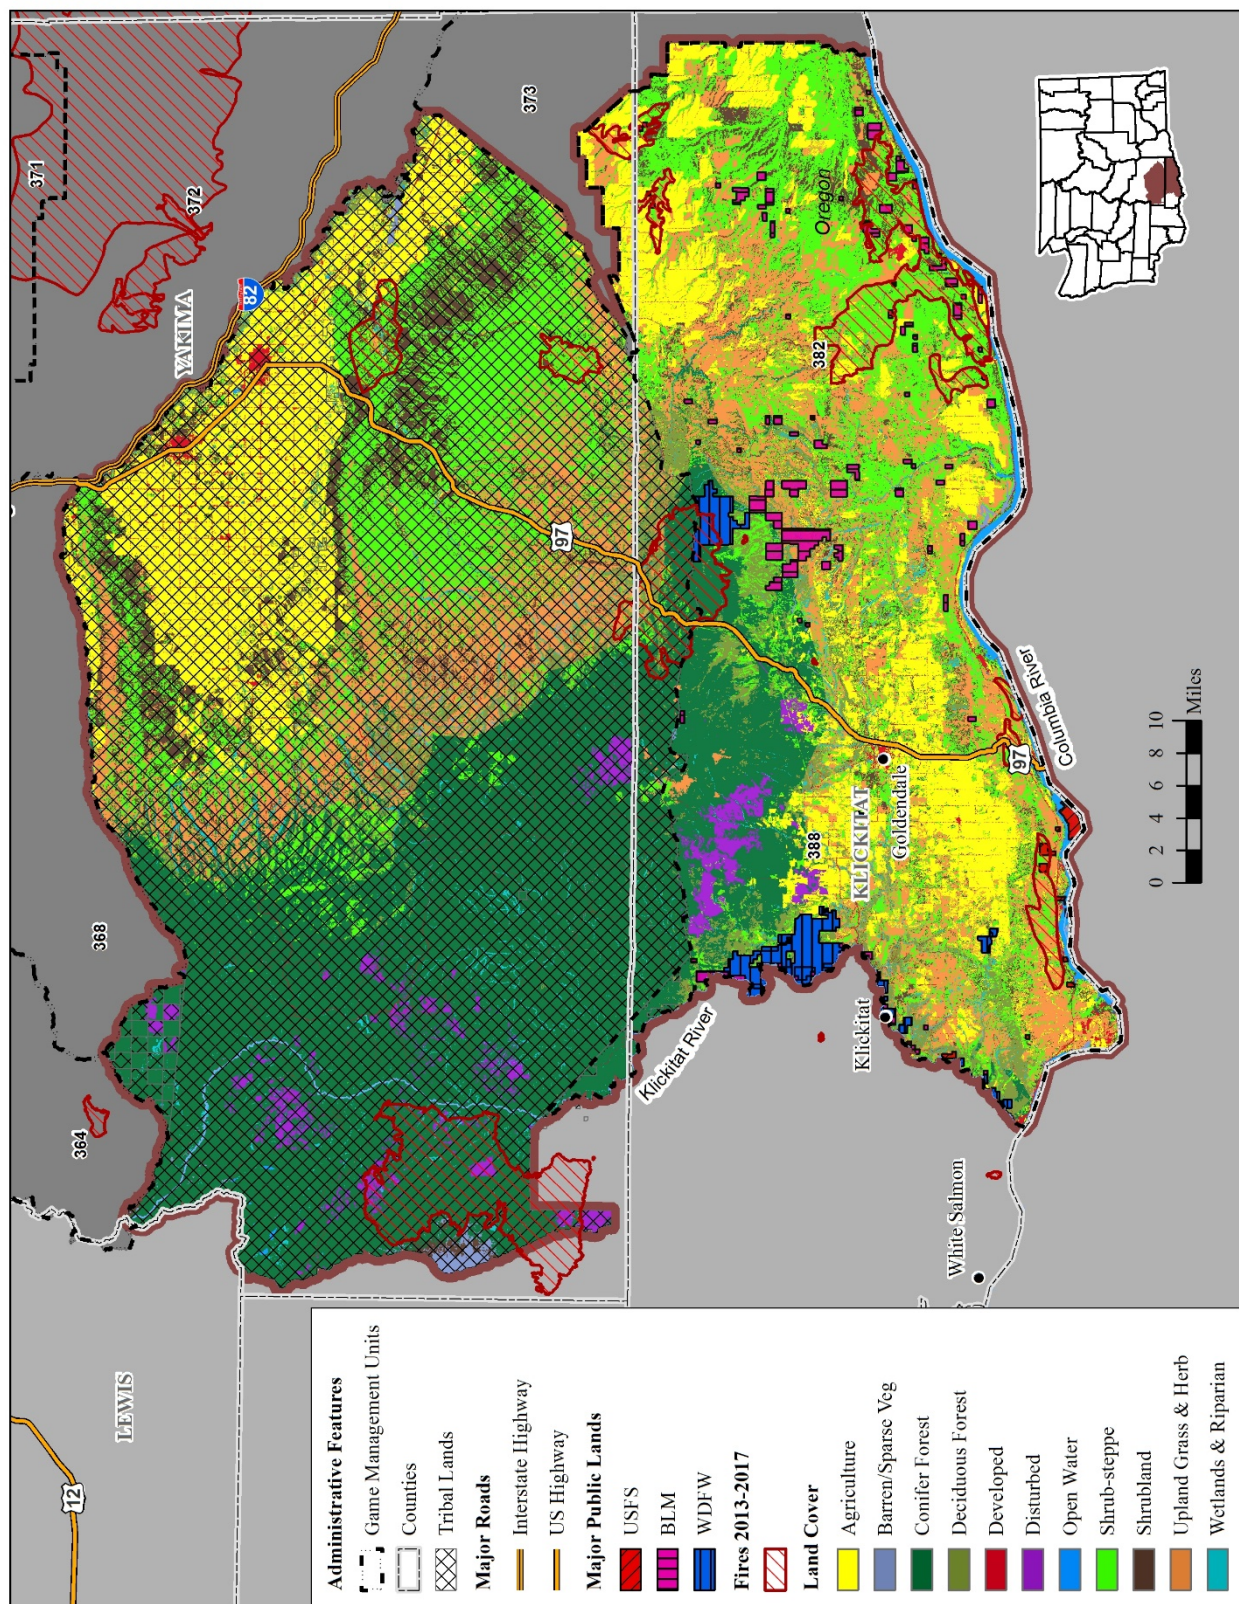 371
372
373
YAKIMA
82
368
364
LEWIS
12
97
Oregon
382
388
KLICKITAT
Goldendale
Klickitat River
Klickitat
97
Columbia River
White Salmon
0 2 4 6 8 10
Miles
Administrative Features
Game Management Units
Counties
Tribal Lands
Major Roads
Interstate Highway
US Highway
Major Public Lands
USFS
BLM
WDFW
Fires 2013-2017
Land Cover
Agriculture
Barren/Sparse Veg
Conifer Forest
Deciduous Forest
Developed
Disturbed
Open Water
Shrub-steppe
Shrubland
Upland Grass & Herb
Wetlands & Riparian